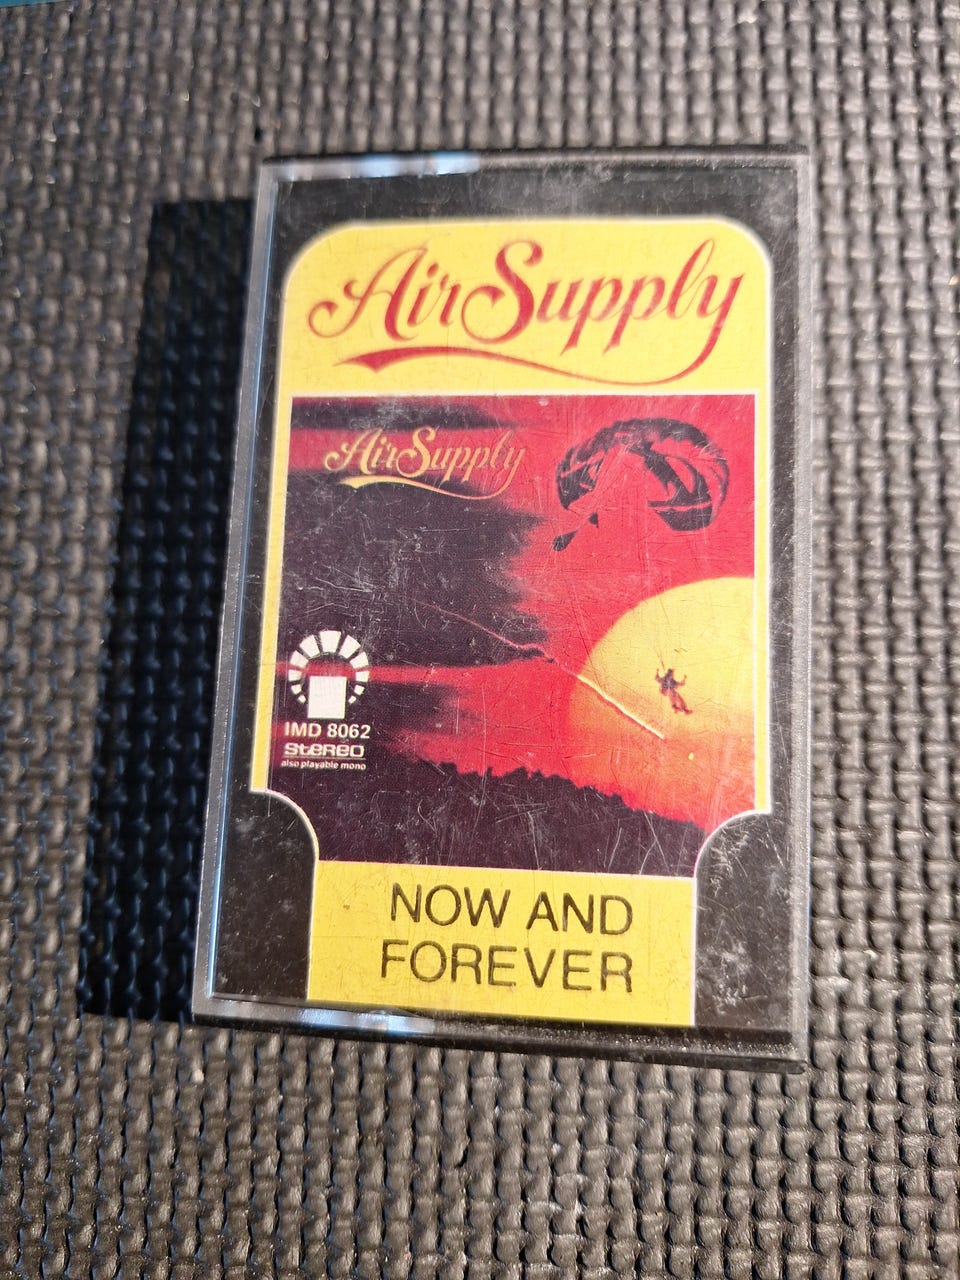 Air Supply
Air Supply
IMD 8062
STEREO
also playable mono
NOW AND
FOREVER